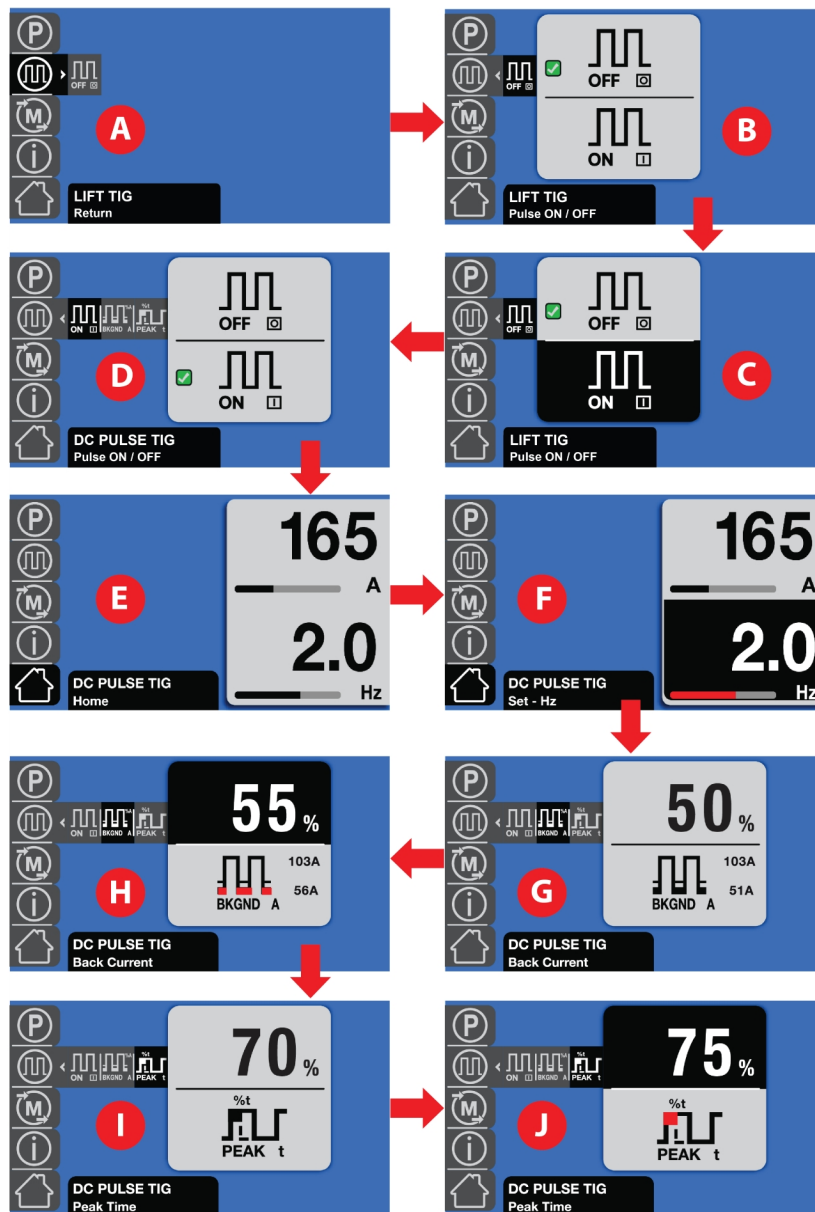 P
OFF O
M
A
i
LIFT TIG
Return
P
OFF O
OFF O
ON I
M
B
i
LIFT TIG
Pulse ON / OFF
P
ON I
BKGND A
%t
PEAK t
OFF O
ON I
M
D
i
DC PULSE TIG
Pulse ON / OFF
P
OFF O
OFF O
ON I
M
C
i
LIFT TIG
Pulse ON / OFF
P
165
A
M
E
2.0
Hz
i
DC PULSE TIG
Home
P
165
A
M
F
2.0
Hz
i
DC PULSE TIG
Set - Hz
P
ON I
BKGND A
%t
PEAK t
55 %
103A
56A
BKGND A
M
H
i
DC PULSE TIG
Back Current
P
ON I
BKGND A
%t
PEAK t
50 %
103A
51A
BKGND A
M
G
i
DC PULSE TIG
Back Current
P
ON I
BKGND A
%t
PEAK t
70 %
%t
PEAK t
M
I
i
DC PULSE TIG
Peak Time
P
ON I
BKGND A
%t
PEAK t
75 %
%t
PEAK t
M
J
i
DC PULSE TIG
Peak Time